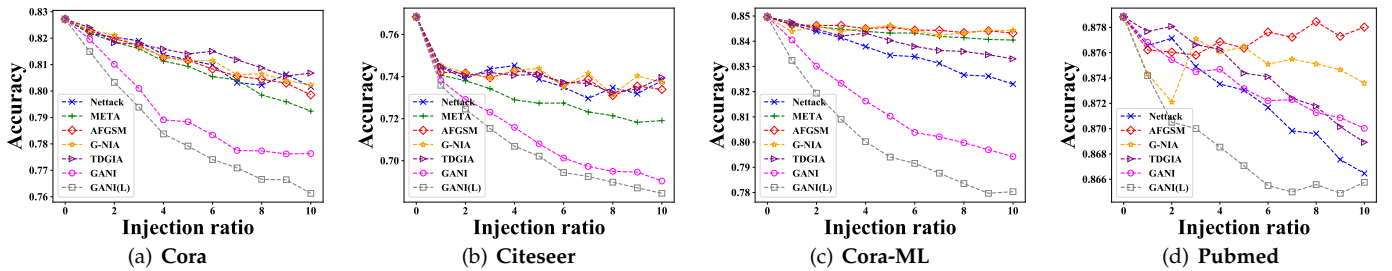 0.83
0.82
0.81
0.80
0.79
0.78
0.77
0.76
Accuracy
Nettack
META
AFGSM
G-NIA
TDGIA
GANI
GANI(L)
0 2 4 6 8 10
Injection ratio
(a) Cora
0.76
0.74
0.72
0.70
Accuracy
Nettack
META
AFGSM
G-NIA
TDGIA
GANI
GANI(L)
0 2 4 6 8 10
Injection ratio
(b) Citeseer
0.85
0.84
0.83
0.82
0.81
0.80
0.79
0.78
Accuracy
Nettack
META
AFGSM
G-NIA
TDGIA
GANI
GANI(L)
0 2 4 6 8 10
Injection ratio
(c) Cora-ML
0.878
0.876
0.874
0.872
0.870
0.868
0.866
Accuracy
Nettack
AFGSM
G-NIA
TDGIA
GANI
GANI(L)
0 2 4 6 8 10
Injection ratio
(d) Pubmed